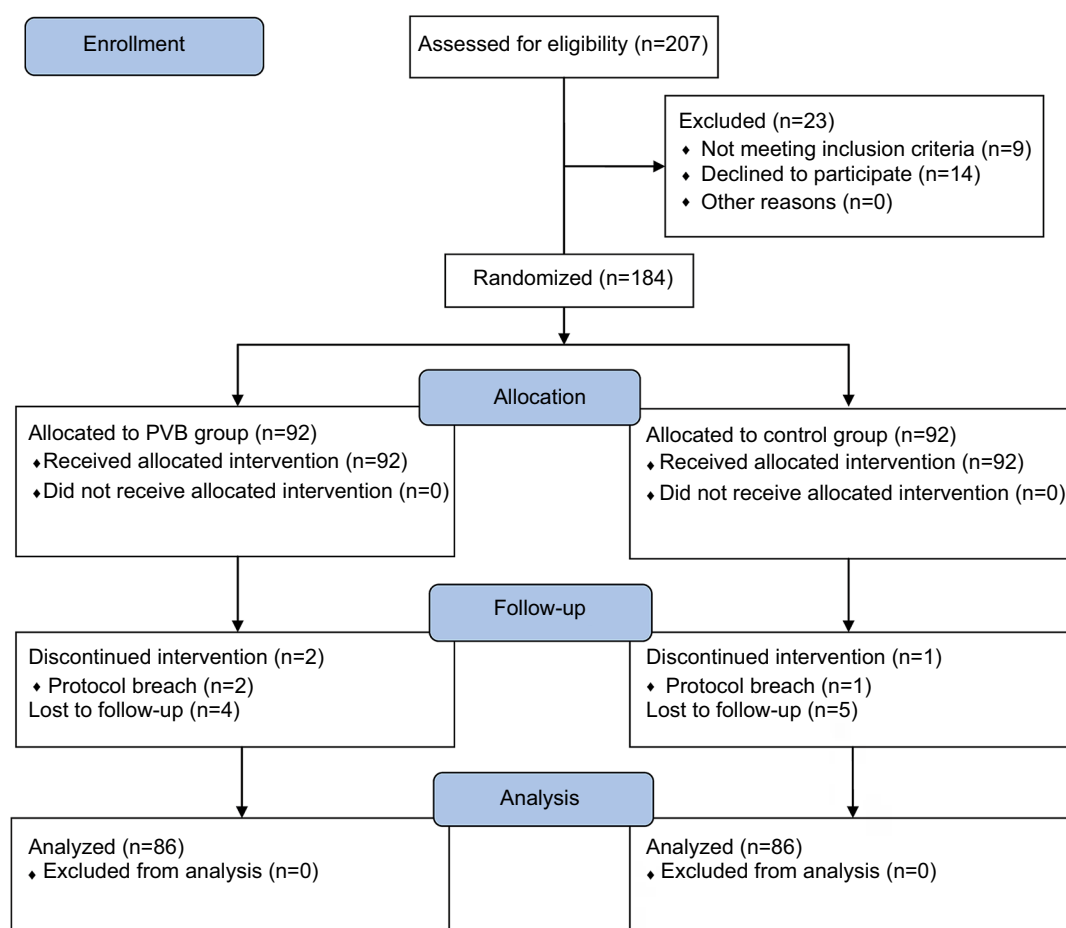 Enrollment
Assessed for eligibility (n=207)
Excluded (n=23)
♦ Not meeting inclusion criteria (n=9)
♦ Declined to participate (n=14)
♦ Other reasons (n=0)
Randomized (n=184)
Allocation
Allocated to PVB group (n=92)
♦Received allocated intervention (n=92)
♦Did not receive allocated intervention (n=0)
Allocated to control group (n=92)
♦ Received allocated intervention (n=92)
♦ Did not receive allocated intervention (n=0)
Follow-up
Discontinued intervention (n=2)
♦ Protocol breach (n=2)
Lost to follow-up (n=4)
Discontinued intervention (n=1)
♦ Protocol breach (n=1)
Lost to follow-up (n=5)
Analysis
Analyzed (n=86)
♦ Excluded from analysis (n=0)
Analyzed (n=86)
♦ Excluded from analysis (n=0)